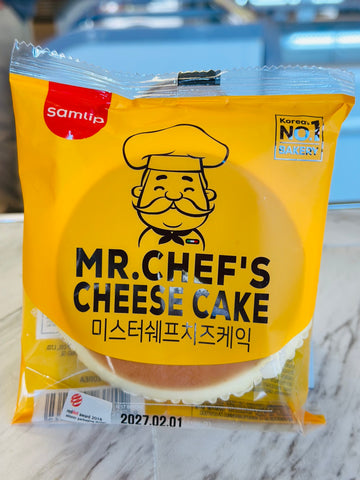 samlip
Korea's
NO.1
BAKERY
MR.CHEF'S
CHEESE CAKE
미스터쉐프치즈케익
2027.02.01